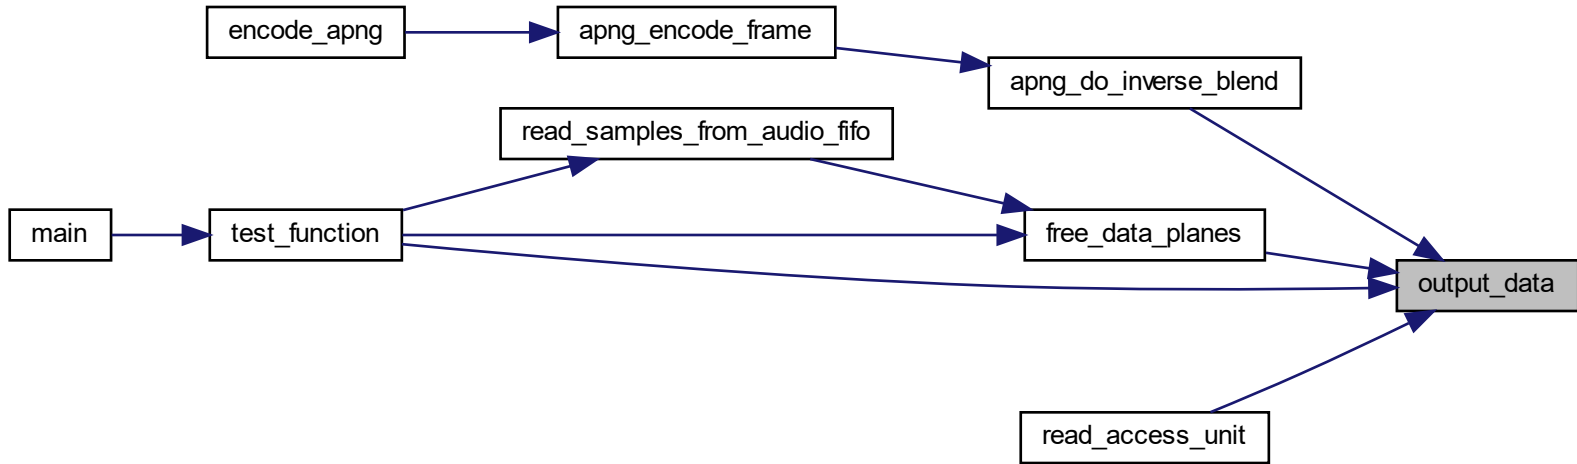 encode_apng
apng_encode_frame
apng_do_inverse_blend
read_samples_from_audio_fifo
main
test_function
free_data_planes
output_data
read_access_unit